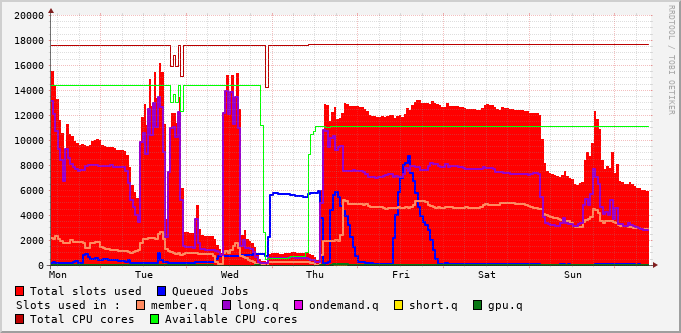 RRDTOOL / TOBI OETIKER
20000
18000
16000
14000
12000
10000
8000
6000
4000
2000
0
Mon Tue Wed Thu Fri Sat Sun
Total slots used Queued Jobs
Slots used in : member.q long.q ondemand.q short.q gpu.q
Total CPU cores Available CPU cores